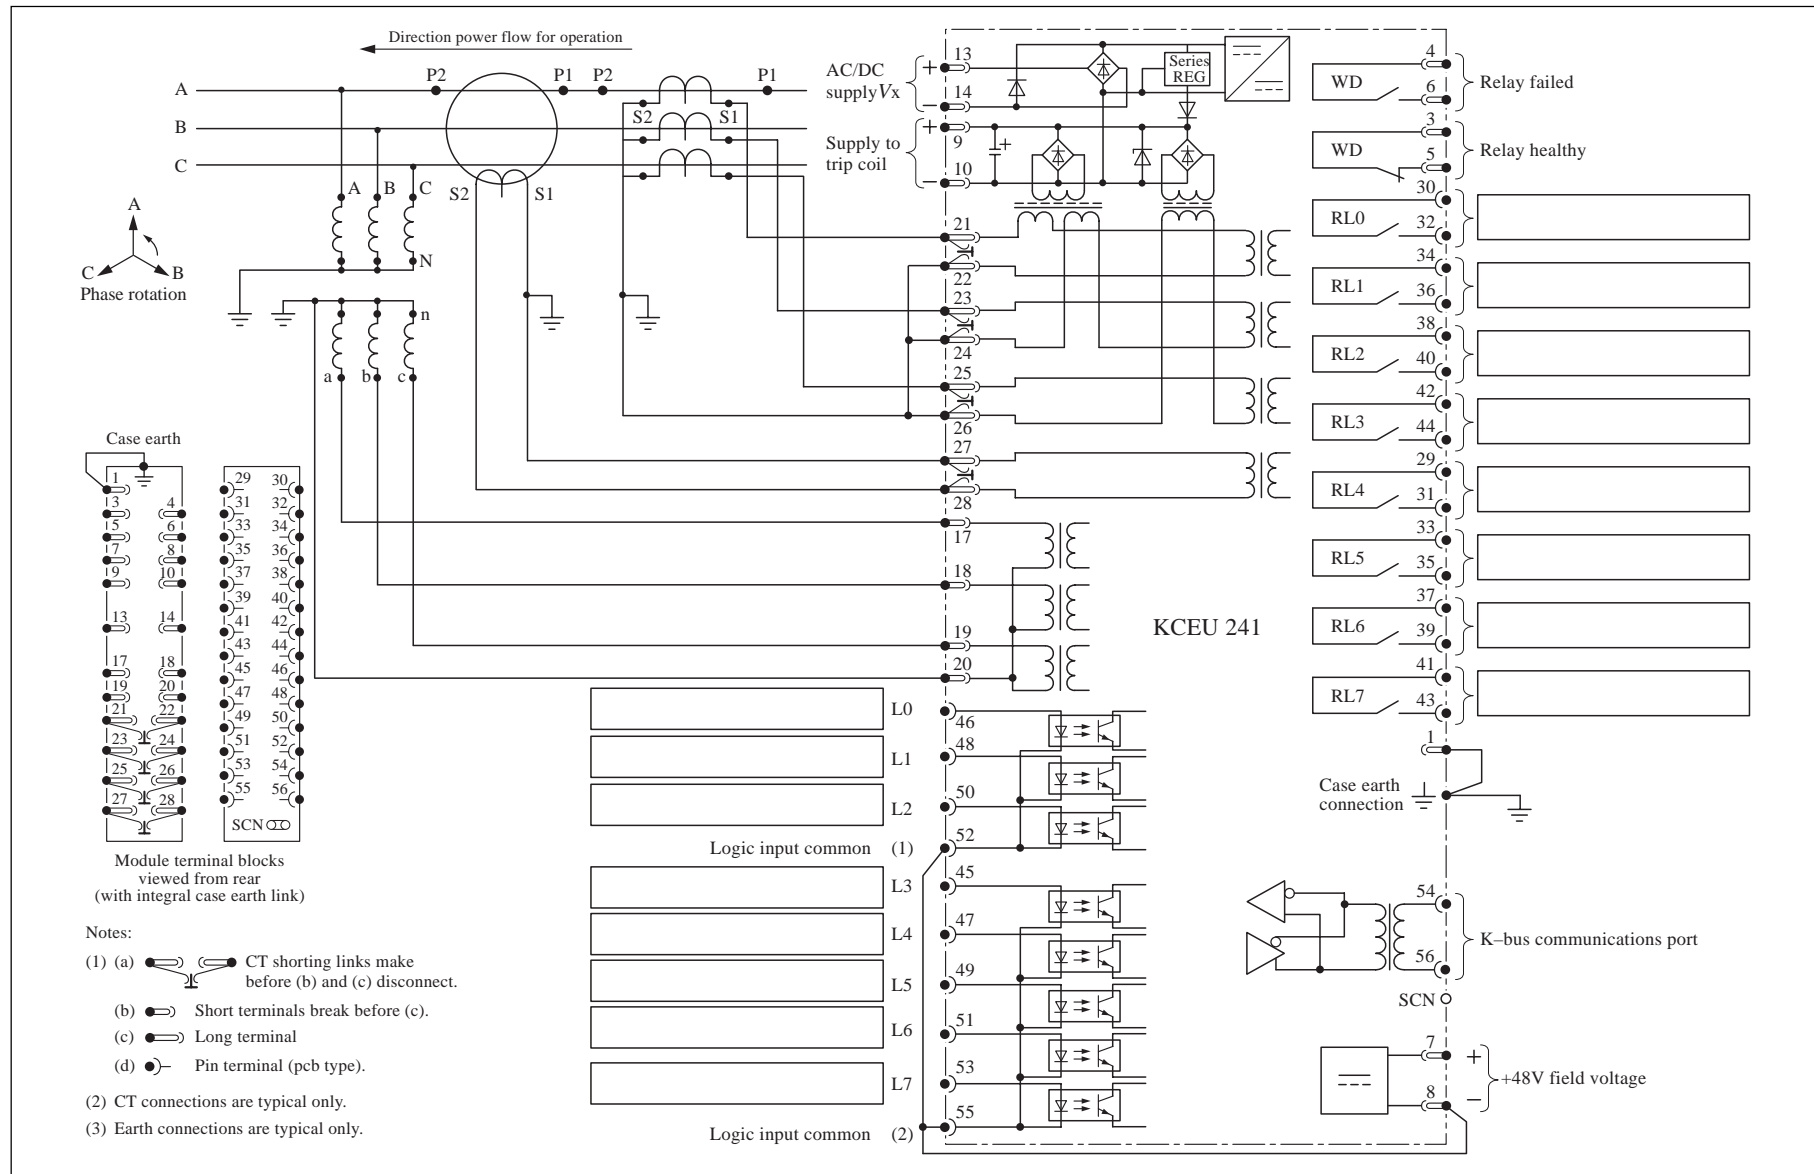 Direction power flow for operation
P2
P1
P2
P1
A
B
C
S2
S1
S2
S1
A
B
C
N
A
C
B
Phase rotation
n
a
b
c
AC/DC
supplyVx
+
13
14
−
Supply to
trip coil
+
9
+
10
−
Series
REG
21
22
23
24
25
26
27
28
17
18
19
20
KCEU 241
WD
4
6
Relay failed
WD
3
5
Relay healthy
RL0
30
32
RL1
34
36
RL2
38
40
RL3
42
44
RL4
29
31
RL5
33
35
RL6
37
39
RL7
41
43
1
Case earth
connection
54
56
K–bus communications port
SCN
7
8
+
−
+48V field voltage
L0
46
L1
48
L2
50
Logic input common (1)
52
L3
45
L4
47
L5
49
L6
51
L7
53
Logic input common (2)
55
Case earth
1
3 4
5 6
7 8
9 10
13 14
17 18
19 20
21 22
23 24
25 26
27 28
29 30
31 32
33 34
35 36
37 38
39 40
41 42
43 44
45 46
47 48
49 50
51 52
53 54
55 56
SCN
Module terminal blocks
viewed from rear
(with integral case earth link)
Notes:
(1) (a) CT shorting links make
before (b) and (c) disconnect.
(b) Short terminals break before (c).
(c) Long terminal
(d) Pin terminal (pcb type).
(2) CT connections are typical only.
(3) Earth connections are typical only.